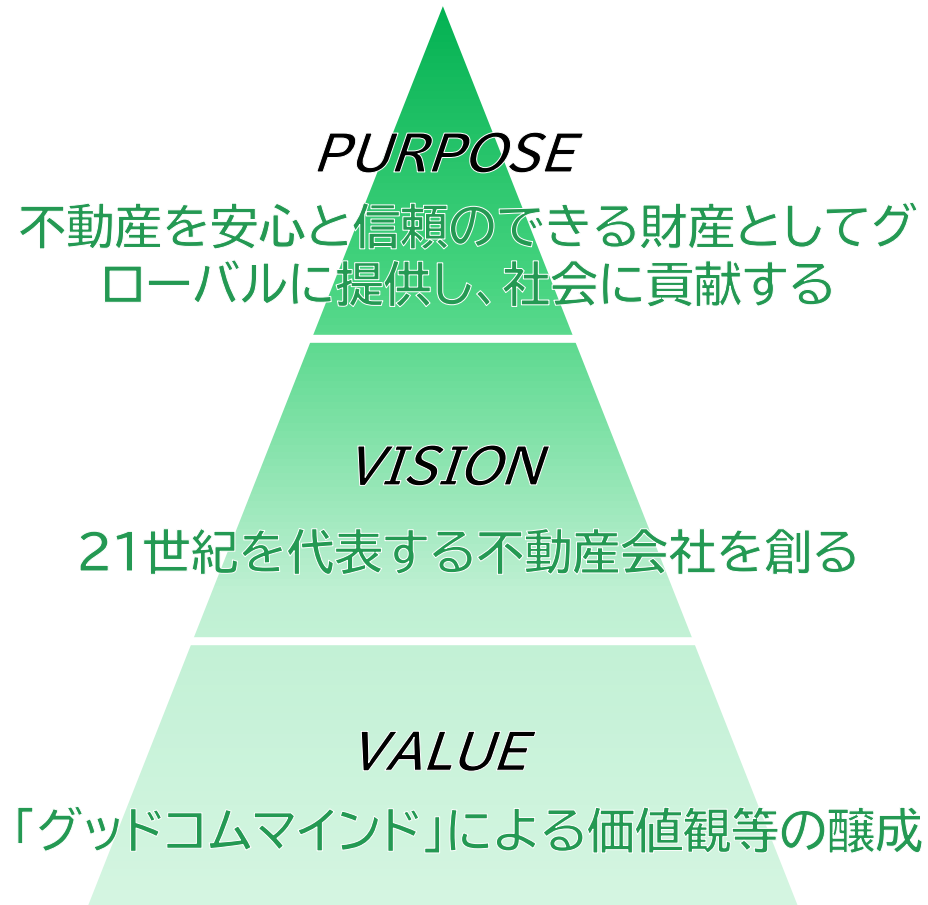 PURPOSE
不動産を安心と信頼のできる財産としてグ
ローバルに提供し、社会に貢献する
VISION
21世紀を代表する不動産会社を創る
VALUE
「グッドコムマインド」による価値観等の醸成